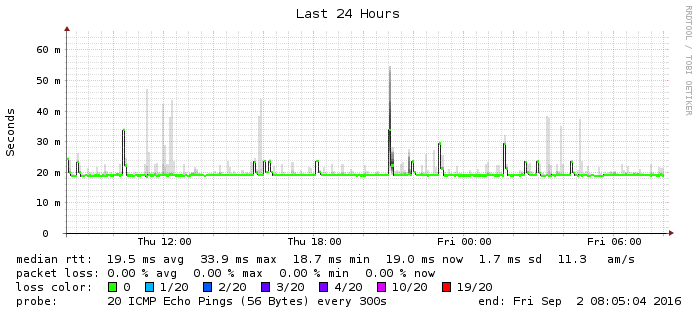 Last 24 Hours
RRDTOOL / TOBI OETIKER
Seconds
60 m
50 m
40 m
30 m
20 m
10 m
0
Thu 12:00 Thu 18:00 Fri 00:00 Fri 06:00
median rtt: 19.5 ms avg 33.9 ms max 18.7 ms min 19.0 ms now 1.7 ms sd 11.3 am/s
packet loss: 0.00 % avg 0.00 % max 0.00 % min 0.00 % now
loss color: 0 1/20 2/20 3/20 4/20 10/20 19/20
probe: 20 ICMP Echo Pings (56 Bytes) every 300s end: Fri Sep 2 08:05:04 2016